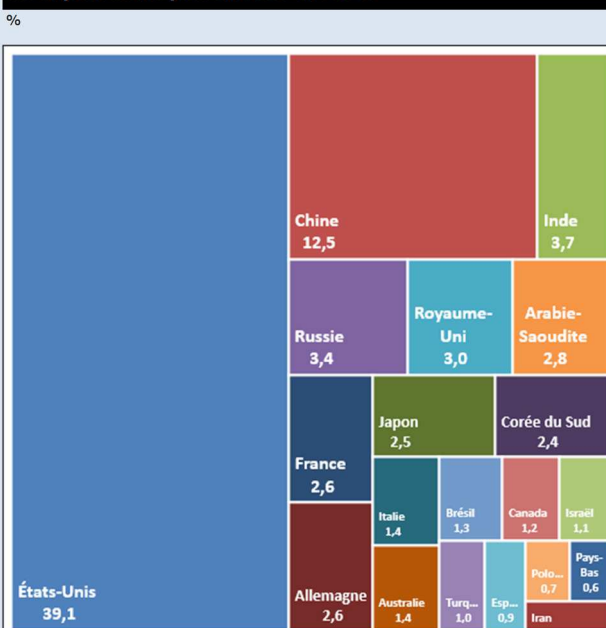 %
Chine
12,5
Inde
3,7
Russie
3,4
Royaume-
Uni
3,0
Arabie-
Saoudite
2,8
France
2,6
Japon
2,5
Corée du Sud
2,4
Italie
1,4
Brésil
1,3
Canada
1,2
Israël
1,1
États-Unis
39,1
Allemagne
2,6
Australie
1,4
Turq...
1,0
Esp...
0,9
Polo...
0,7
Pays-
Bas
0,6
Iran